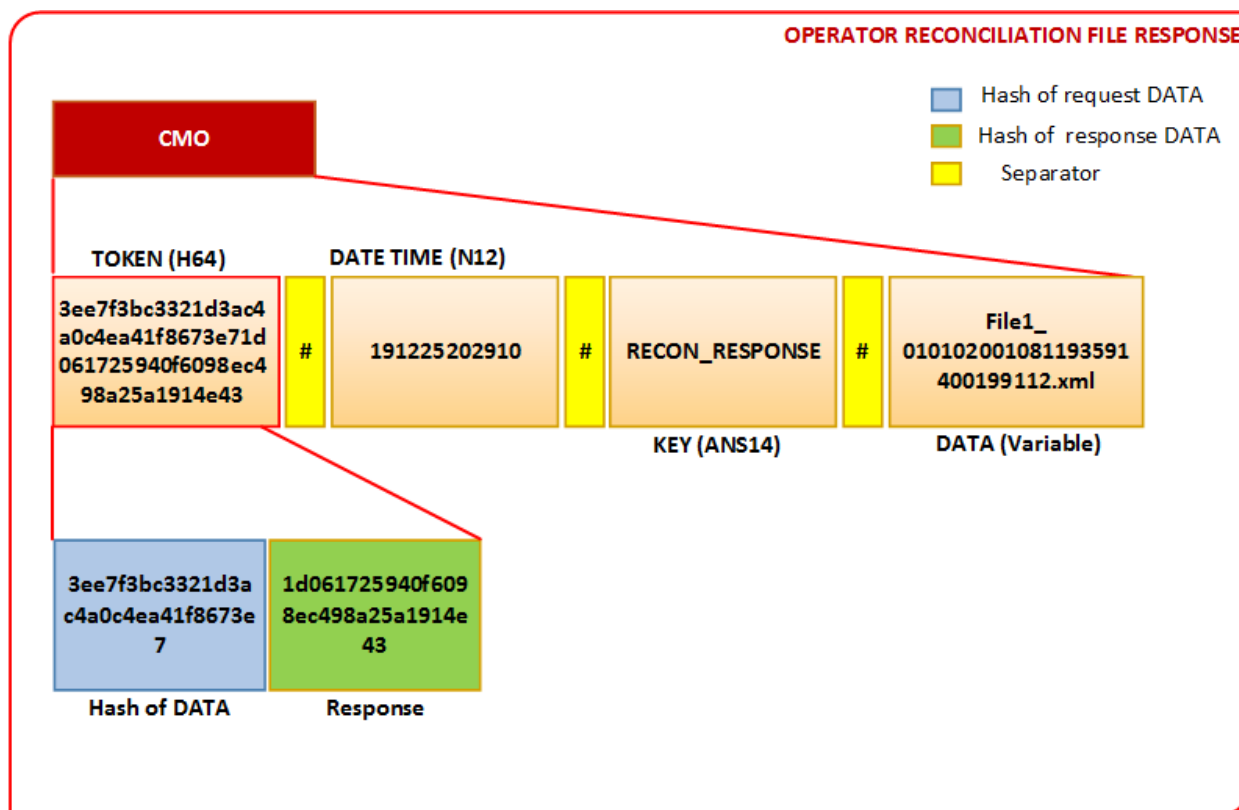 OPERATOR RECONCILIATION FILE RESPONSE
Hash of request DATA
Hash of response DATA
Separator
CMO
TOKEN (H64)
DATE TIME (N12)
3ee7f3bc3321d3ac4
a0c4ea41f8673e71d
061725940f6098ec4
98a25a1914e43
#
191225202910
#
RECON_RESPONSE
#
File1_
010102001081193591
400199112.xml
KEY (ANS14)
DATA (Variable)
3ee7f3bc3321d3a
c4a0c4ea41f8673e
7
1d061725940f609
8ec498a25a1914e
43
Hash of DATA
Response